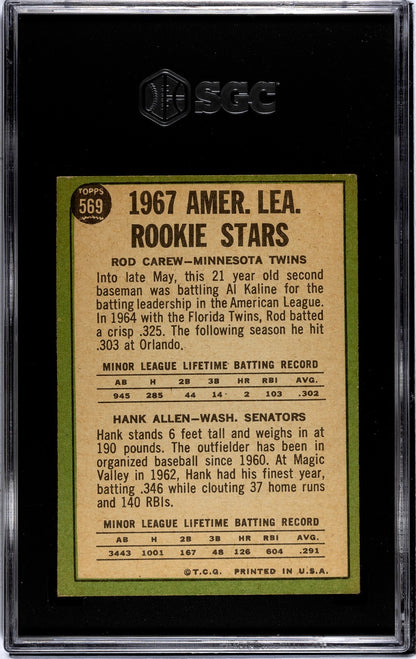 SGC
TOPPS
569
1967 AMER. LEA.
ROOKIE STARS
ROD CAREW—MINNESOTA TWINS
Into late May, this 21 year old second
baseman was battling Al Kaline for the
batting leadership in the American League.
In 1964 with the Florida Twins, Rod batted
a crisp .325. The following season he hit
.303 at Orlando.
MINOR LEAGUE LIFETIME BATTING RECORD
AB H 2B 3B HR RBI AVG.
945 285 44 14 2 103 .302
HANK ALLEN—WASH. SENATORS
Hank stands 6 feet tall and weighs in at
190 pounds. The outfielder has been in
organized baseball since 1960. At Magic
Valley in 1962, Hank had his finest year,
batting .346 while clouting 37 home runs
and 140 RBIs.
MINOR LEAGUE LIFETIME BATTING RECORD
AB H 2B 3B HR RBI AVG.
3443 1001 167 48 126 604 .291
©T.C.G. PRINTED IN U.S.A.